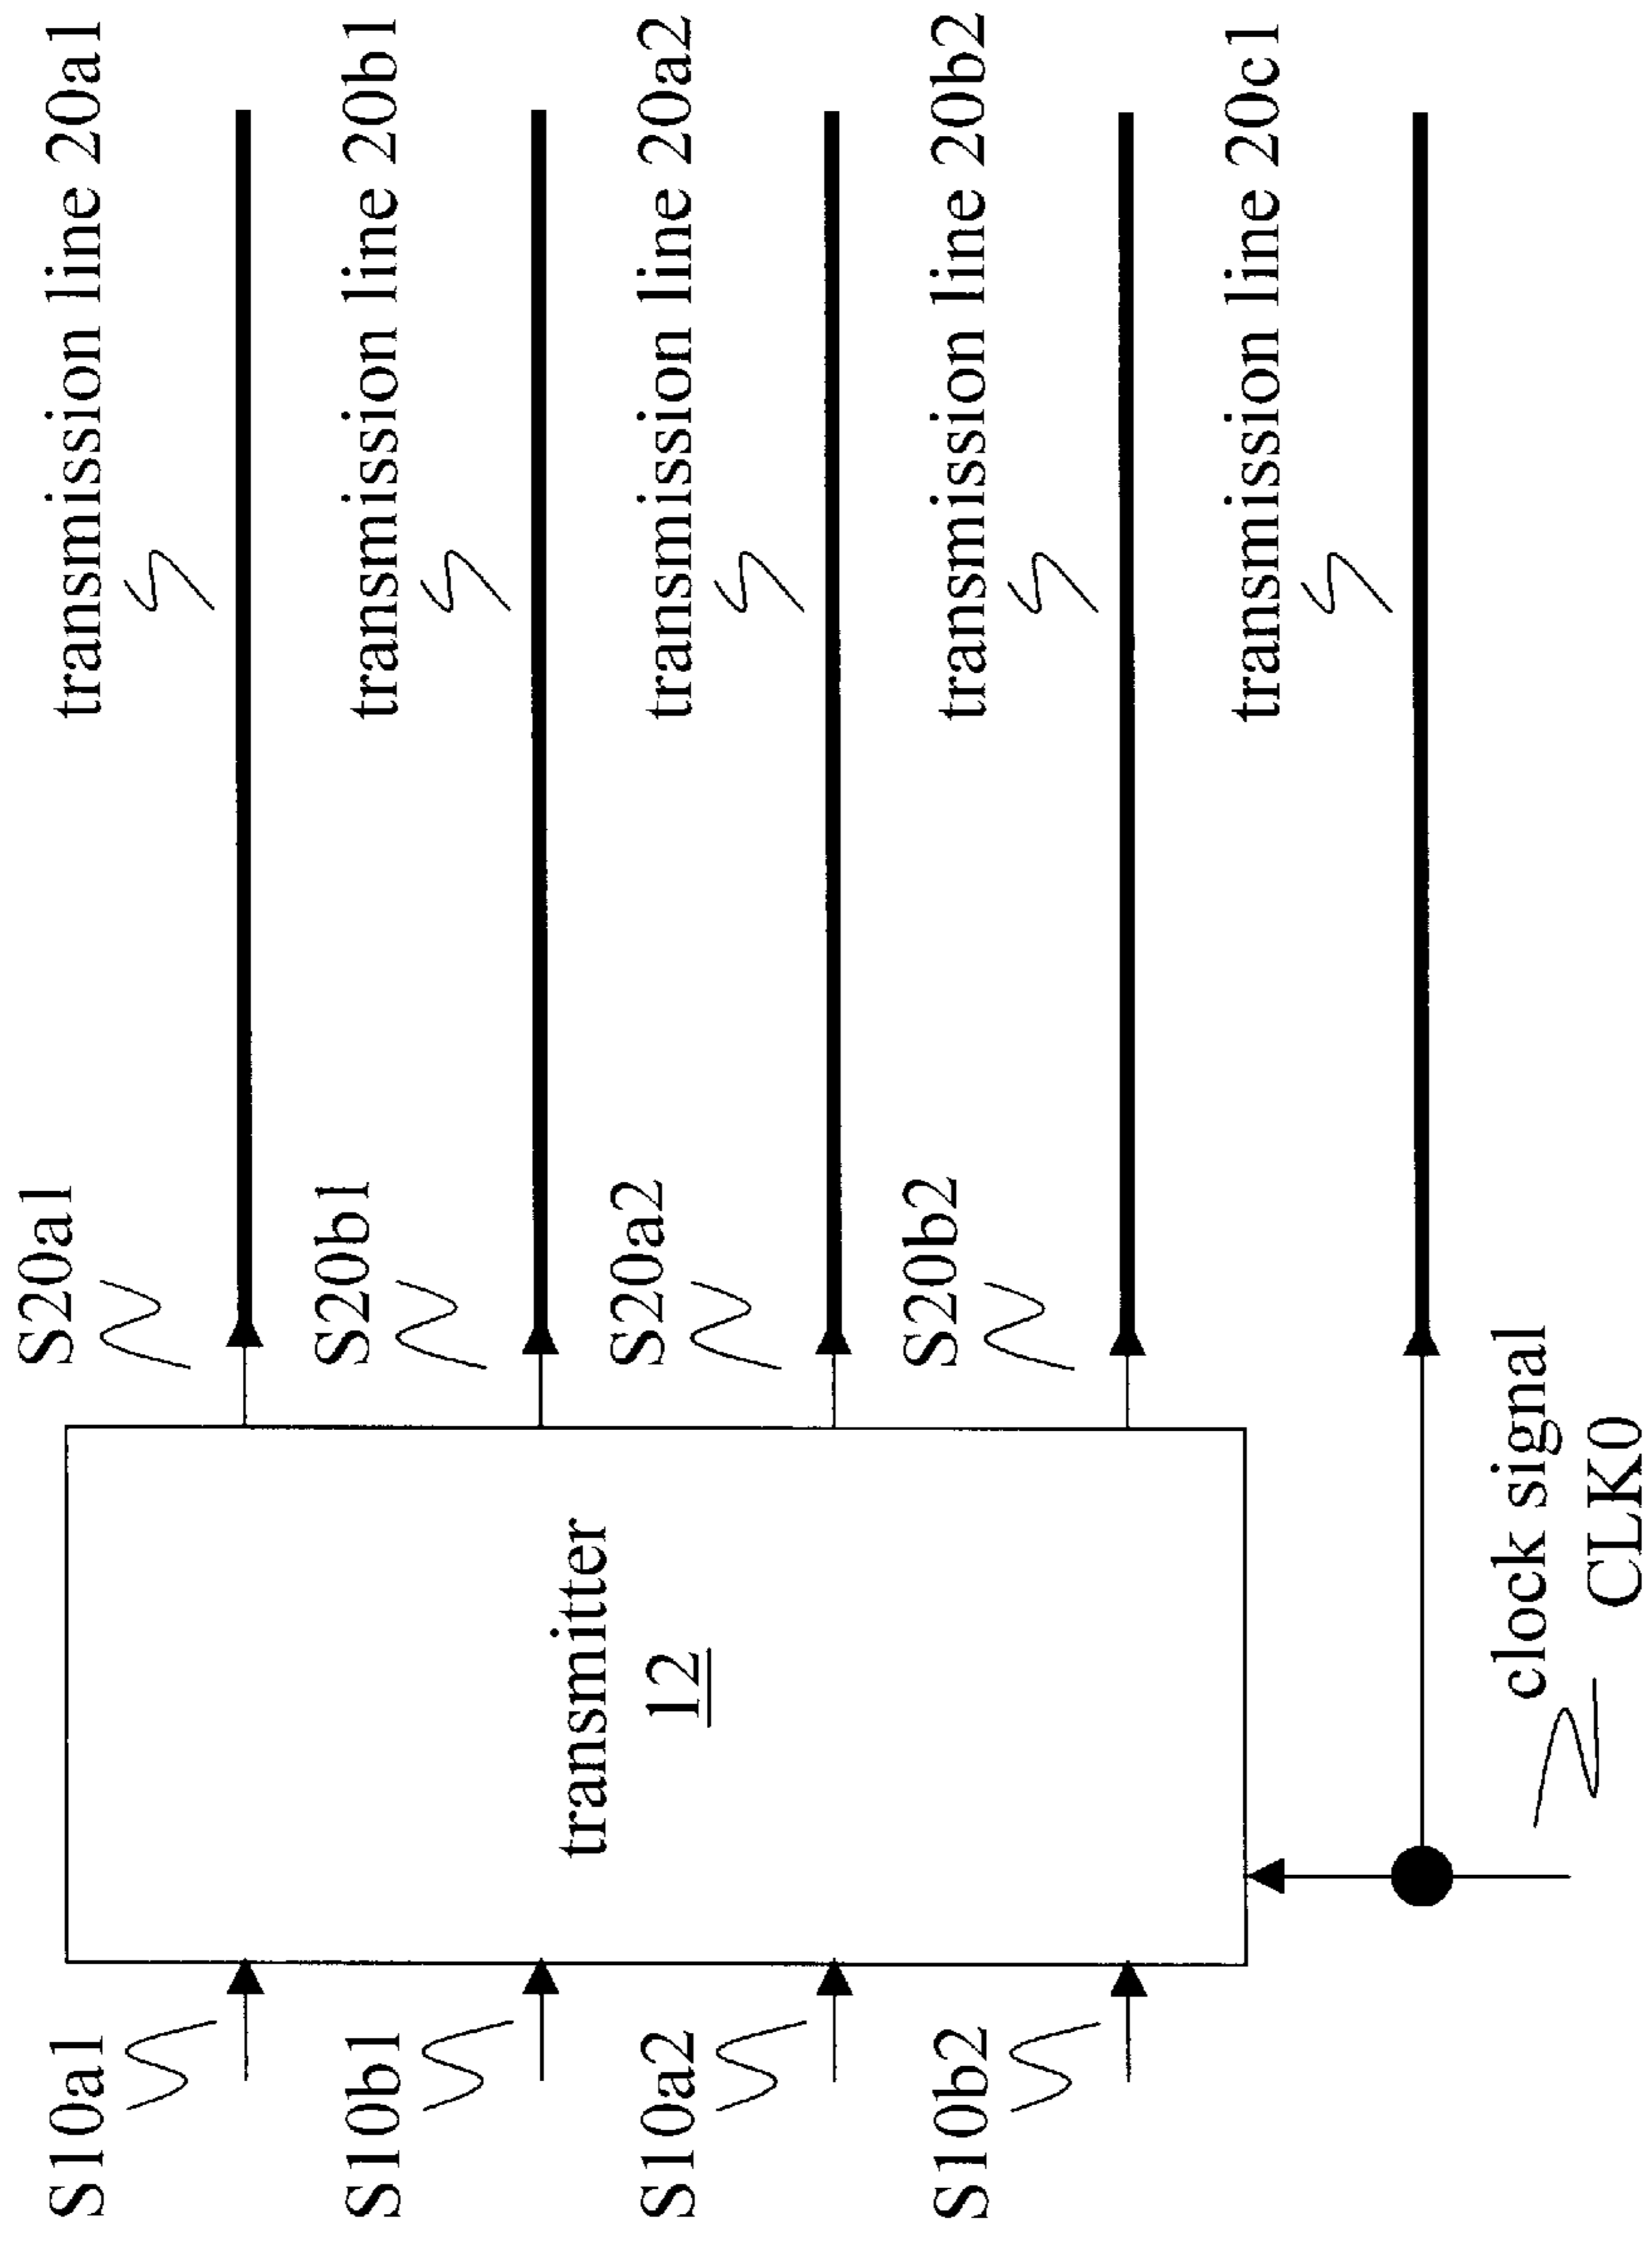 S10a1
S20a1
transmission line 20a1
S10b1
S20b1
transmission line 20b1
transmitter
12
S10a2
S20a2
transmission line 20a2
S10b2
S20b2
transmission line 20b2
transmission line 20c1
clock signal
CLK0